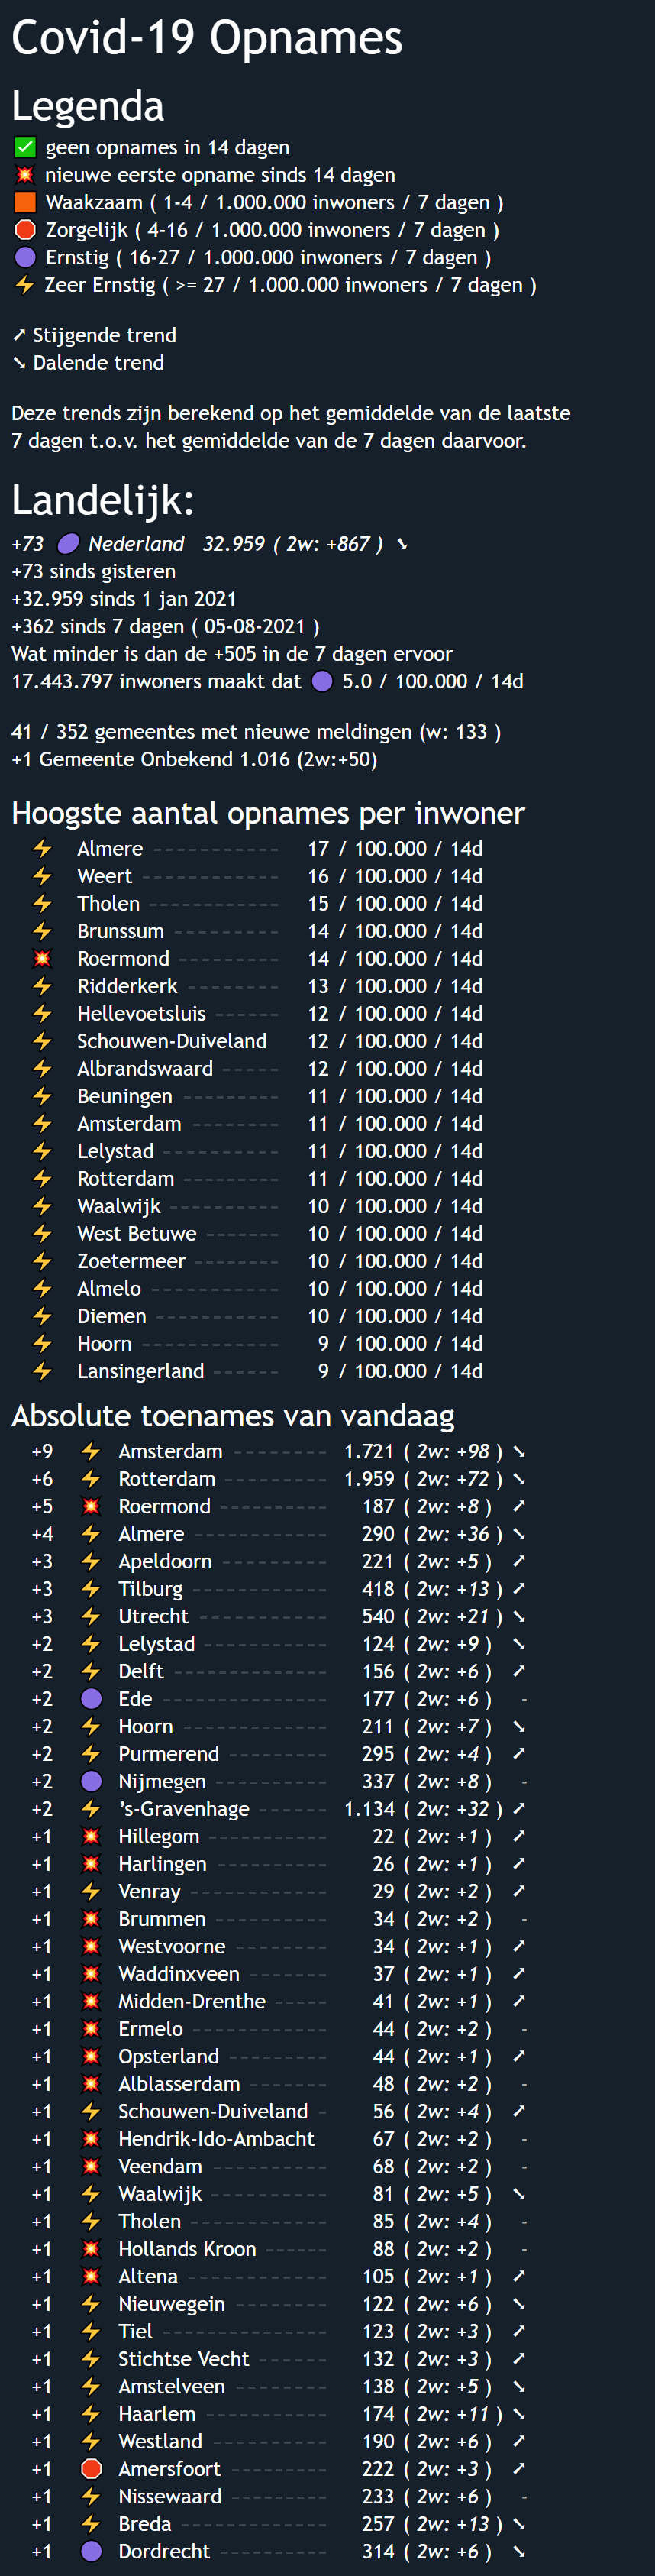 Covid-19 Opnames
Legenda
✅ geen opnames in 14 dagen
💥 nieuwe eerste opname sinds 14 dagen
🟧 Waakzaam ( 1-4 / 1.000.000 inwoners / 7 dagen )
🛑 Zorgelijk ( 4-16 / 1.000.000 inwoners / 7 dagen )
🟣 Ernstig ( 16-27 / 1.000.000 inwoners / 7 dagen )
⚡ Zeer Ernstig ( >= 27 / 1.000.000 inwoners / 7 dagen )
➚ Stijgende trend
➘ Dalende trend
Deze trends zijn berekend op het gemiddelde van de laatste
7 dagen t.o.v. het gemiddelde van de 7 dagen daarvoor.
Landelijk:
+73 🟣 Nederland 32.959 ( 2w: +867 ) ➘
+73 sinds gisteren
+32.959 sinds 1 jan 2021
+362 sinds 7 dagen ( 05-08-2021 )
Wat minder is dan de +505 in de 7 dagen ervoor
17.443.797 inwoners maakt dat 🟣 5.0 / 100.000 / 14d
41 / 352 gemeentes met nieuwe meldingen (w: 133 )
+1 Gemeente Onbekend 1.016 (2w:+50)
Hoogste aantal opnames per inwoner
⚡ Almere 17 / 100.000 / 14d
⚡ Weert 16 / 100.000 / 14d
⚡ Tholen 15 / 100.000 / 14d
⚡ Brunssum 14 / 100.000 / 14d
💥 Roermond 14 / 100.000 / 14d
⚡ Ridderkerk 13 / 100.000 / 14d
⚡ Hellevoetsluis 12 / 100.000 / 14d
⚡ Schouwen-Duiveland 12 / 100.000 / 14d
⚡ Albrandswaard 12 / 100.000 / 14d
⚡ Beuningen 11 / 100.000 / 14d
⚡ Amsterdam 11 / 100.000 / 14d
⚡ Lelystad 11 / 100.000 / 14d
⚡ Rotterdam 11 / 100.000 / 14d
⚡ Waalwijk 10 / 100.000 / 14d
⚡ West Betuwe 10 / 100.000 / 14d
⚡ Zoetermeer 10 / 100.000 / 14d
⚡ Almelo 10 / 100.000 / 14d
⚡ Diemen 10 / 100.000 / 14d
⚡ Hoorn 9 / 100.000 / 14d
⚡ Lansingerland 9 / 100.000 / 14d
Absolute toenames van vandaag
+9 ⚡ Amsterdam 1.721 ( 2w: +98 ) ➘
+6 ⚡ Rotterdam 1.959 ( 2w: +72 ) ➘
+5 💥 Roermond 187 ( 2w: +8 ) ➚
+4 ⚡ Almere 290 ( 2w: +36 ) ➘
+3 ⚡ Apeldoorn 221 ( 2w: +5 ) ➚
+3 ⚡ Tilburg 418 ( 2w: +13 ) ➚
+3 ⚡ Utrecht 540 ( 2w: +21 ) ➘
+2 ⚡ Lelystad 124 ( 2w: +9 ) ➘
+2 ⚡ Delft 156 ( 2w: +6 ) ➚
+2 🟣 Ede 177 ( 2w: +6 ) -
+2 ⚡ Hoorn 211 ( 2w: +7 ) ➘
+2 ⚡ Purmerend 295 ( 2w: +4 ) ➚
+2 🟣 Nijmegen 337 ( 2w: +8 ) -
+2 ⚡ ’s-Gravenhage 1.134 ( 2w: +32 ) ➚
+1 💥 Hillegom 22 ( 2w: +1 ) ➚
+1 💥 Harlingen 26 ( 2w: +1 ) ➚
+1 ⚡ Venray 29 ( 2w: +2 ) ➚
+1 💥 Brummen 34 ( 2w: +2 ) -
+1 💥 Westvoorne 34 ( 2w: +1 ) ➚
+1 💥 Waddinxveen 37 ( 2w: +1 ) ➚
+1 💥 Midden-Drenthe 41 ( 2w: +1 ) ➚
+1 💥 Ermelo 44 ( 2w: +2 ) -
+1 💥 Opsterland 44 ( 2w: +1 ) ➚
+1 💥 Alblasserdam 48 ( 2w: +2 ) -
+1 ⚡ Schouwen-Duiveland 56 ( 2w: +4 ) ➚
+1 💥 Hendrik-Ido-Ambacht 67 ( 2w: +2 ) -
+1 💥 Veendam 68 ( 2w: +2 ) -
+1 ⚡ Waalwijk 81 ( 2w: +5 ) ➘
+1 ⚡ Tholen 85 ( 2w: +4 ) -
+1 💥 Hollands Kroon 88 ( 2w: +2 ) -
+1 💥 Altena 105 ( 2w: +1 ) ➚
+1 ⚡ Nieuwegein 122 ( 2w: +6 ) ➘
+1 ⚡ Tiel 123 ( 2w: +3 ) ➚
+1 ⚡ Stichtse Vecht 132 ( 2w: +3 ) ➚
+1 ⚡ Amstelveen 138 ( 2w: +5 ) ➘
+1 ⚡ Haarlem 174 ( 2w: +11 ) ➘
+1 ⚡ Westland 190 ( 2w: +6 ) ➚
+1 🛑 Amersfoort 222 ( 2w: +3 ) ➚
+1 ⚡ Nissewaard 233 ( 2w: +6 ) -
+1 ⚡ Breda 257 ( 2w: +13 ) ➘
+1 🟣 Dordrecht 314 ( 2w: +6 ) ➘